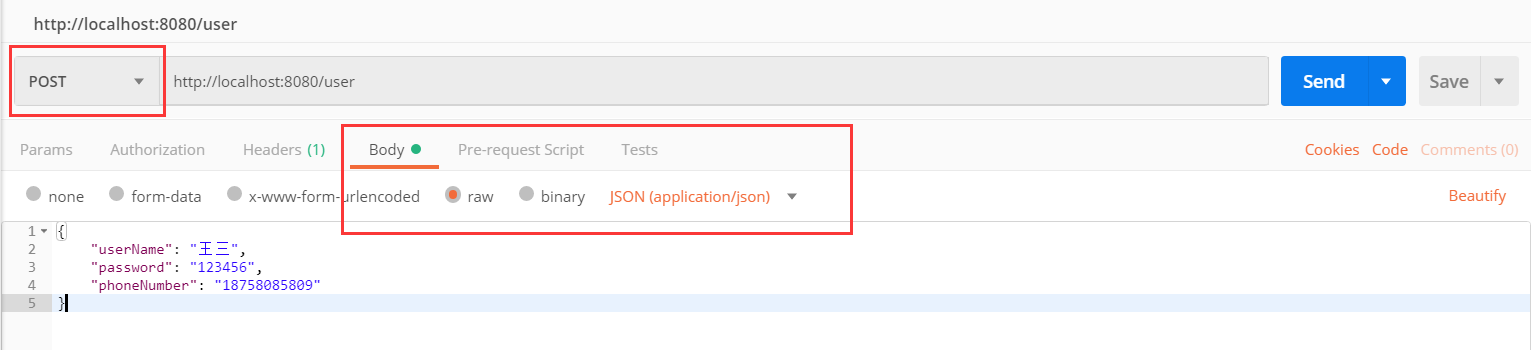 http://localhost:8080/user
POST http://localhost:8080/user Send Save
Params Authorization Headers (1) Body Pre-request Script Tests Cookies Code Comments (0)
none form-data x-www-form-urlencoded raw binary JSON (application/json) Beautify
1 {
2 "userName": "王三",
3 "password": "123456",
4 "phoneNumber": "18758085809"
5 }